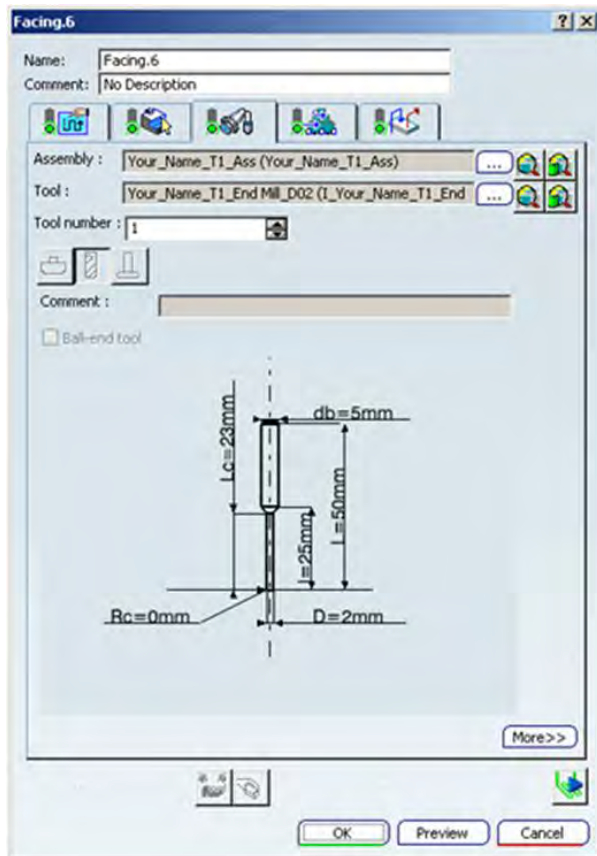 Facing.6
Name: Facing.6
Comment: No Description
Assembly : Your_Name_T1_Ass (Your_Name_T1_Ass) ...
Tool : Your_Name_T1_End Mill_D02 (I_Your_Name_T1_End ...
Tool number : 1
Comment :
Ball-end tool
db=5mm
Lc=23mm
L=50mm
l=25mm
Rc=0mm D=2mm
More>>
OK Preview Cancel